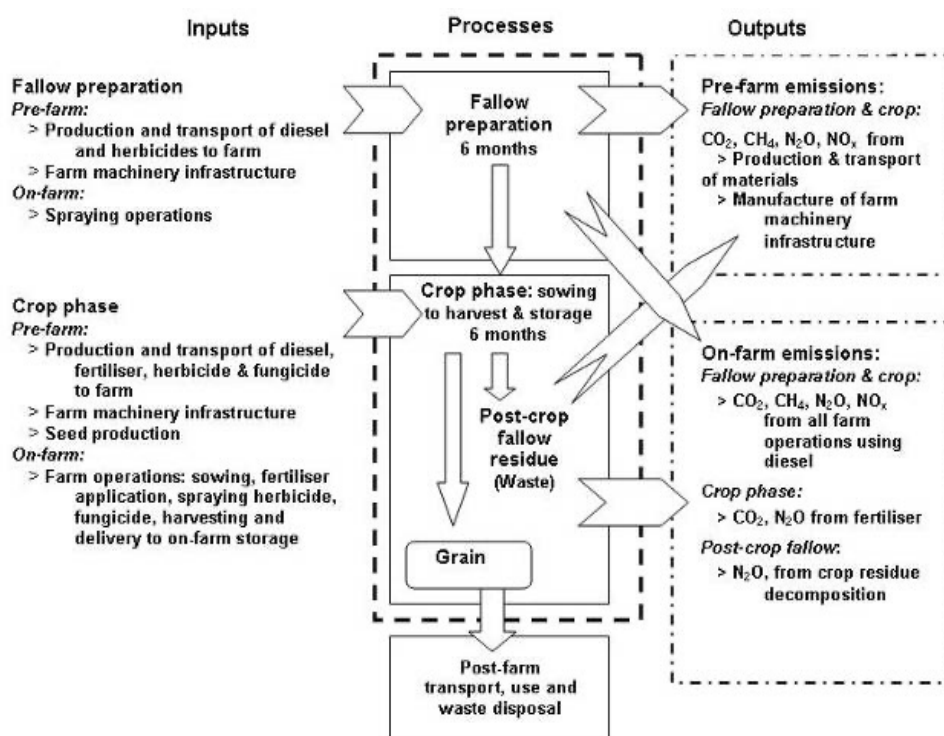 Inputs
Processes
Outputs
Fallow preparation
Pre-farm:
> Production and transport of diesel
and herbicides to farm
> Farm machinery infrastructure
On-farm:
> Spraying operations
Crop phase
Pre-farm:
> Production and transport of diesel,
fertiliser, herbicide & fungicide
to farm
> Farm machinery infrastructure
> Seed production
On-farm:
> Farm operations: sowing, fertiliser
application, spraying herbicide,
fungicide, harvesting and
delivery to on-farm storage
Fallow
preparation
6 months
Crop phase: sowing
to harvest & storage
6 months
Post-crop
fallow
residue
(Waste)
Grain
Post-farm
transport, use and
waste disposal
Pre-farm emissions:
Fallow preparation & crop:
CO₂, CH₄, N₂O, NOₓ from
> Production & transport
of materials
> Manufacture of farm
machinery
infrastructure
On-farm emissions:
Fallow preparation & crop:
> CO₂, CH₄, N₂O, NOₓ
from all farm
operations using
diesel
Crop phase:
> CO₂, N₂O from fertiliser
Post-crop fallow:
> N₂O, from crop residue
decomposition